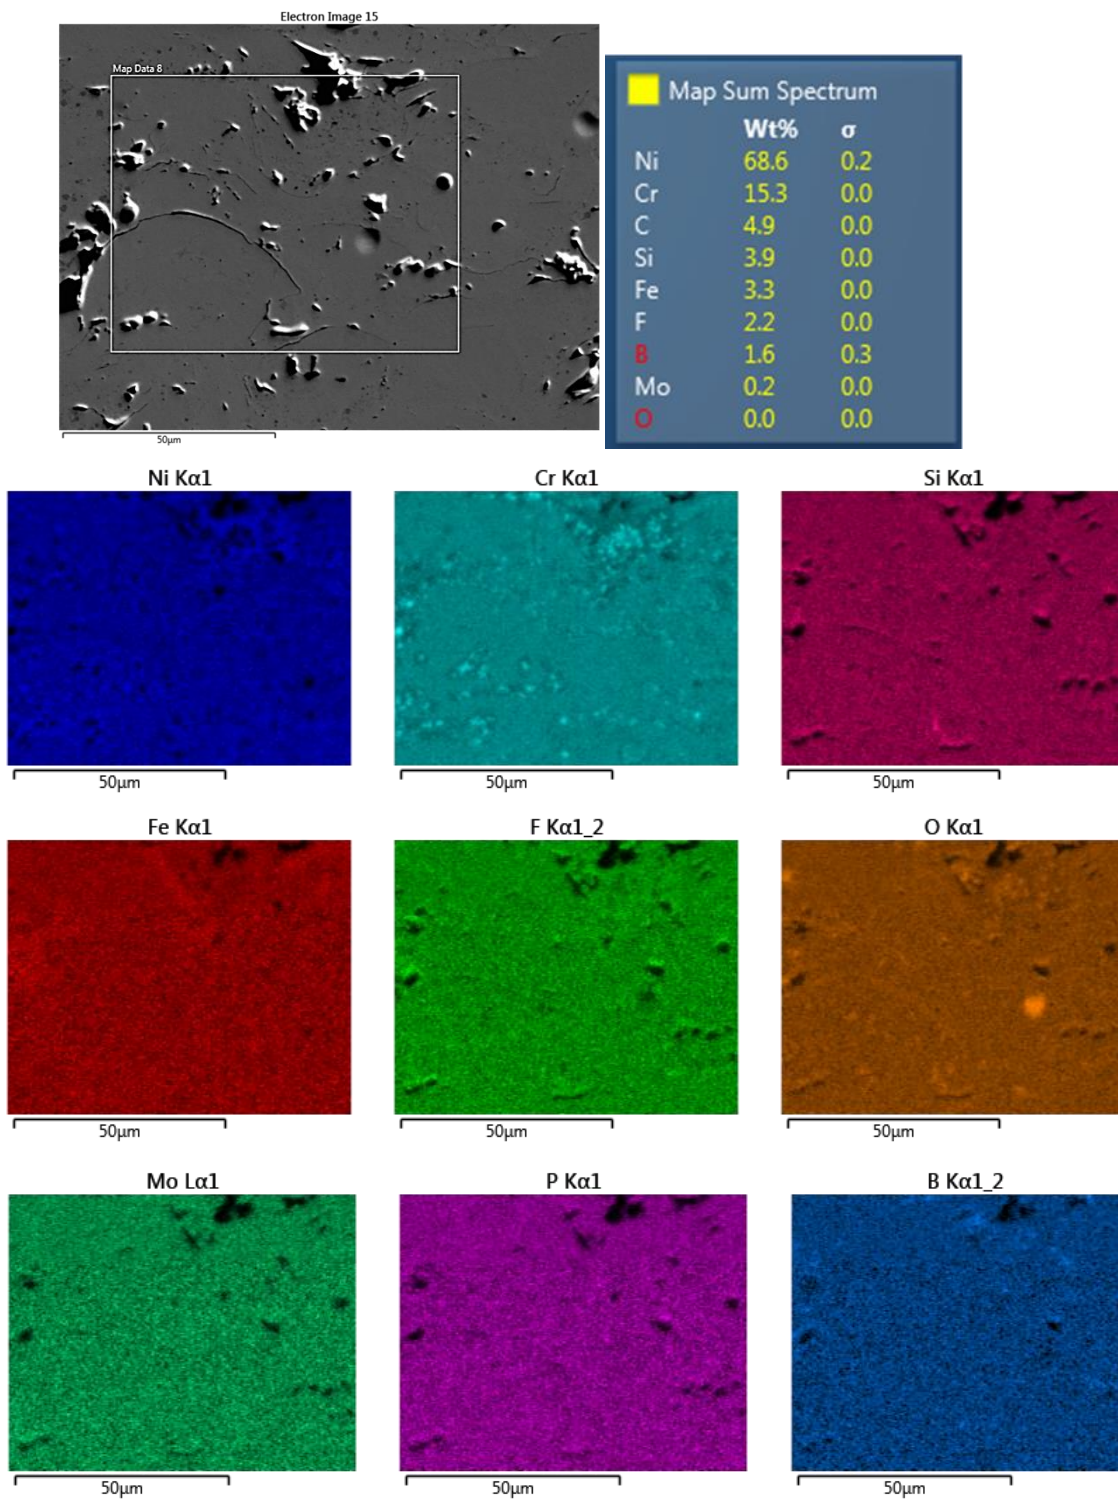 Electron Image 15
Map Data 8
50µm
Map Sum Spectrum
Wt% σ
Ni 68.6 0.2
Cr 15.3 0.0
C 4.9 0.0
Si 3.9 0.0
Fe 3.3 0.0
F 2.2 0.0
B 1.6 0.3
Mo 0.2 0.0
O 0.0 0.0
Ni Kα1 Cr Kα1 Si Kα1
50µm 50µm 50µm
Fe Kα1 F Kα1_2 O Kα1
50µm 50µm 50µm
Mo Lα1 P Kα1 B Kα1_2
50µm 50µm 50µm